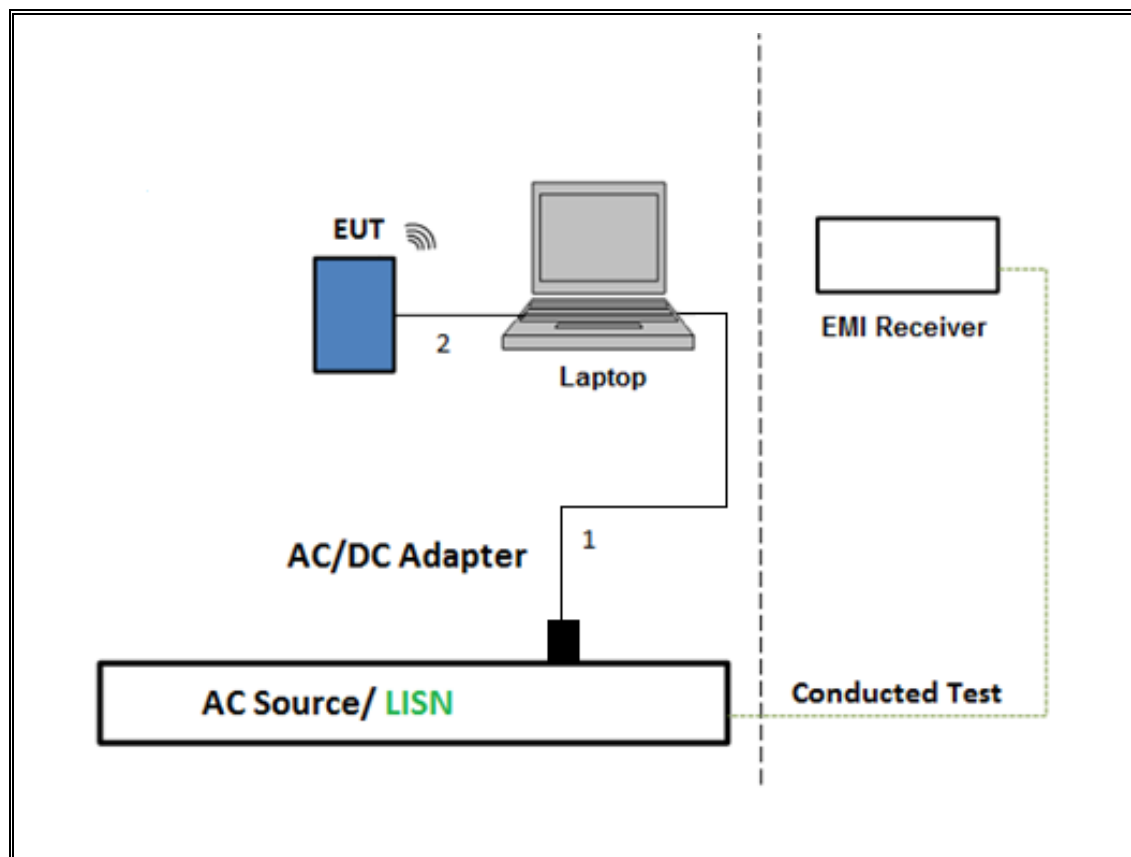 EUT
2
Laptop
EMI Receiver
1
AC/DC Adapter
AC Source/ LISN
Conducted Test